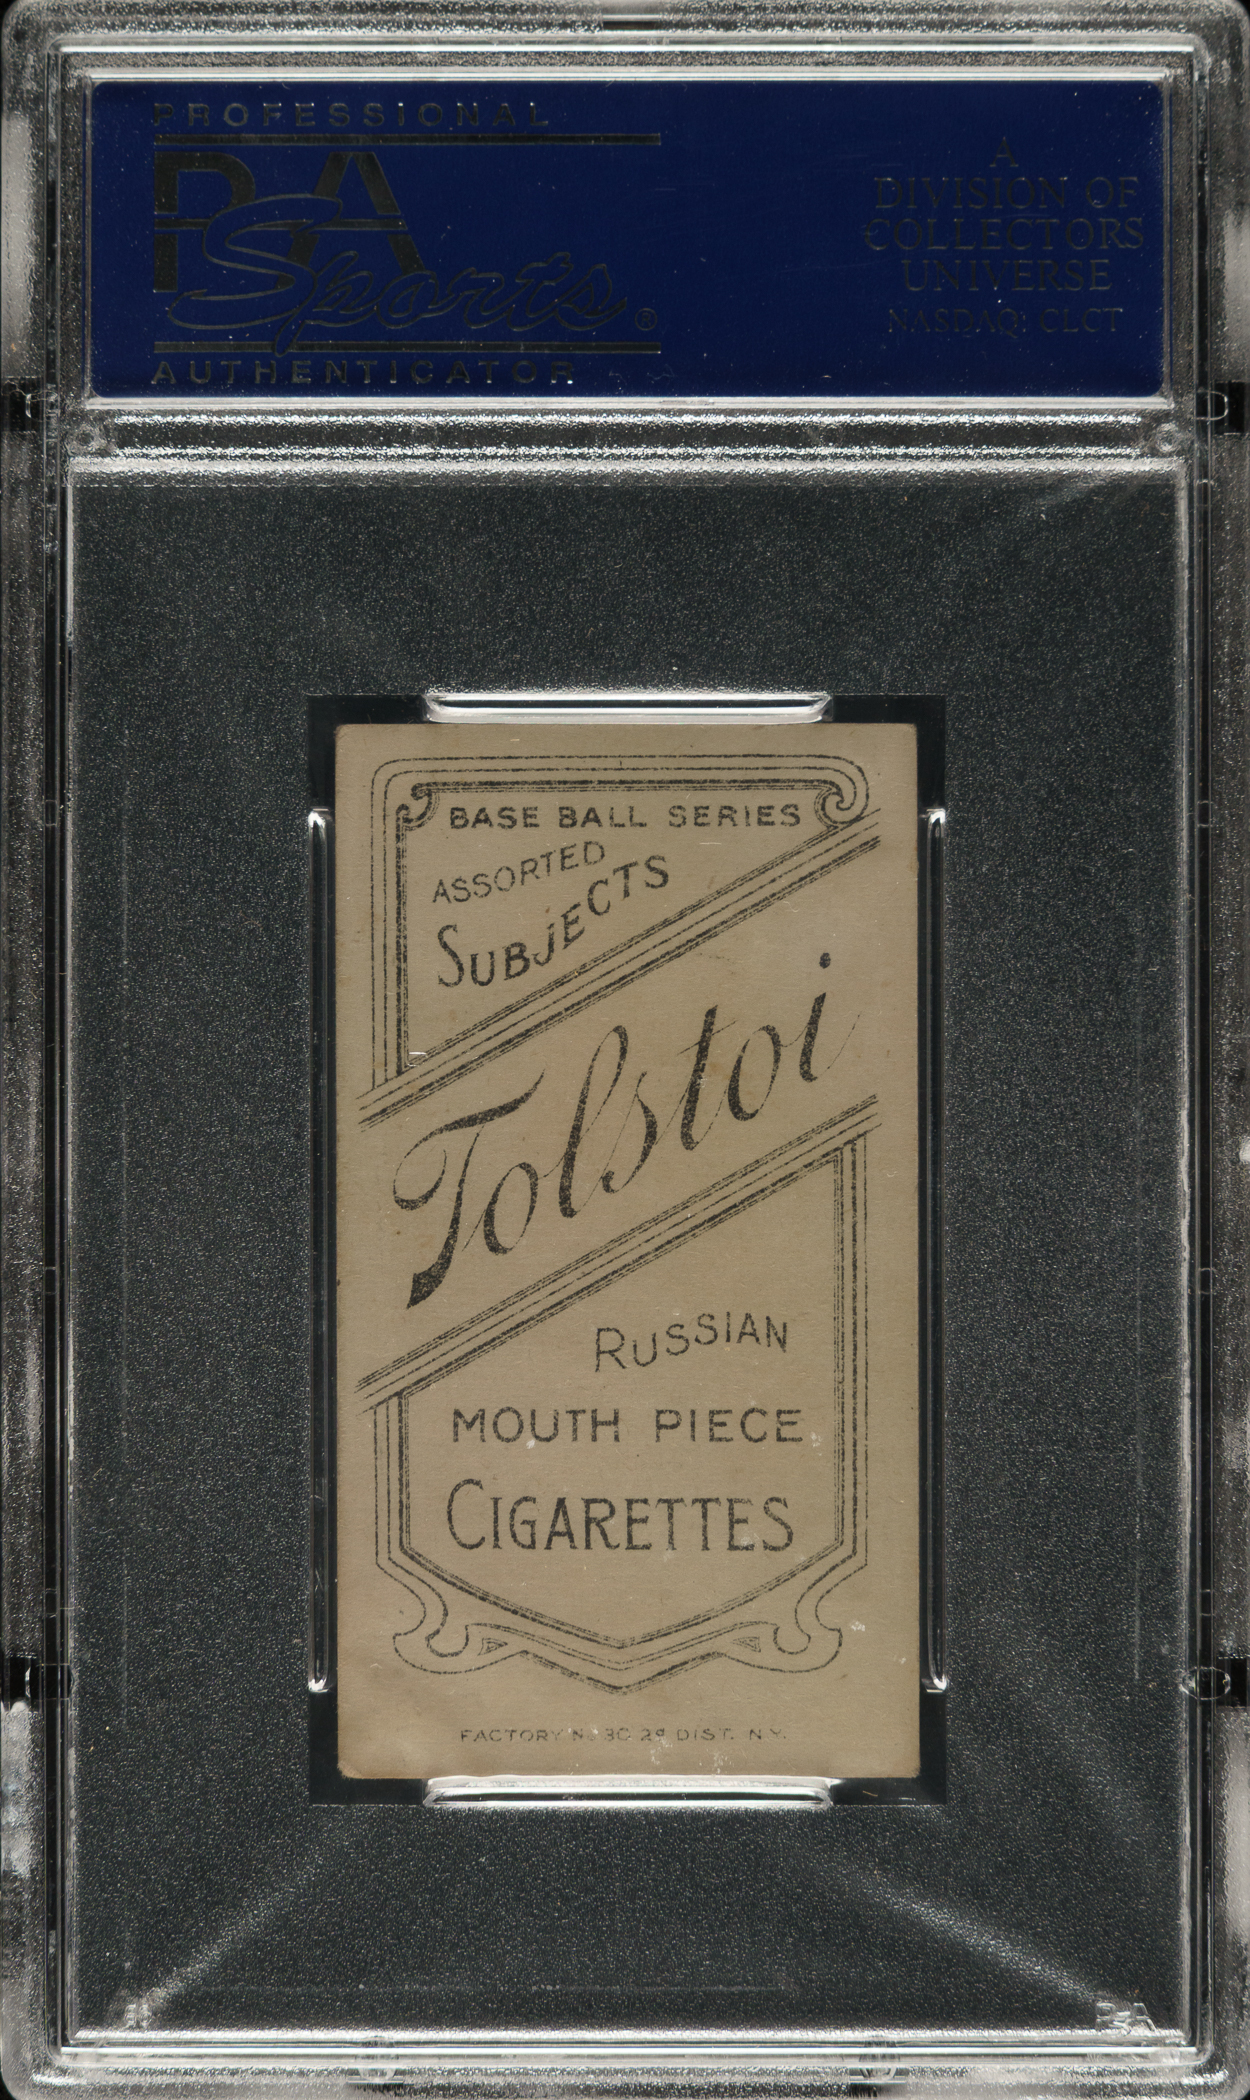 PROFESSIONAL
PSA
Sports®
AUTHENTICATOR
A
DIVISION OF
COLLECTORS
UNIVERSE
NASDAQ: CLCT
BASE BALL SERIES
ASSORTED
SUBJECTS
Tolstoi
RUSSIAN
MOUTH PIECE
CIGARETTES
FACTORY 30 2d DIST. N.Y.
PSA